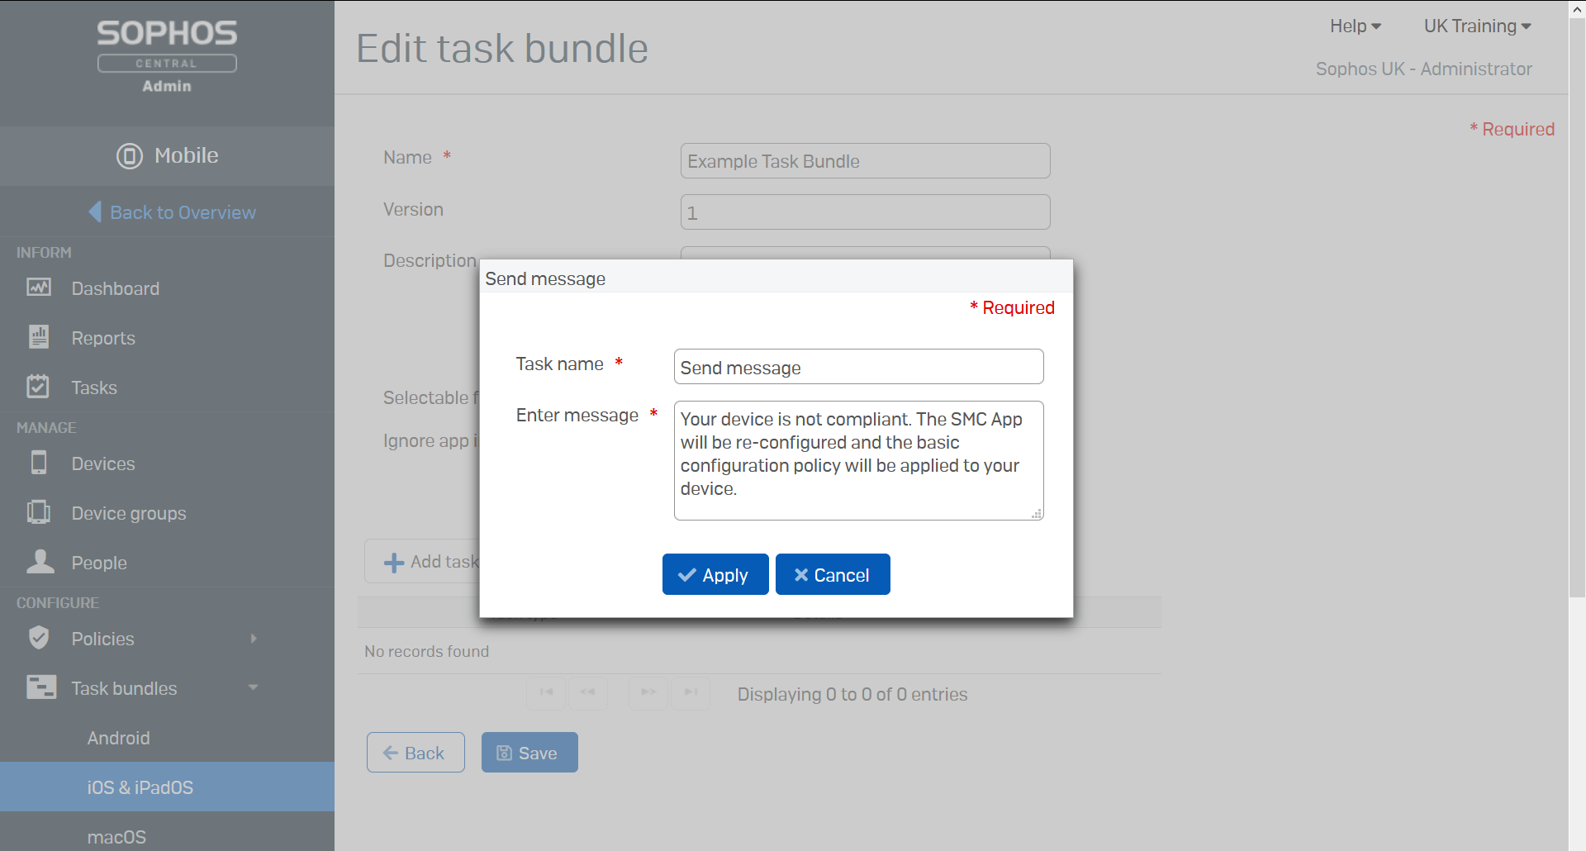 SOPHOS
CENTRAL
Admin
Mobile
Back to Overview
INFORM
Dashboard
Reports
Tasks
MANAGE
Devices
Device groups
People
CONFIGURE
Policies
Task bundles
Android
iOS & iPadOS
macOS
Edit task bundle
Help
UK Training
Sophos UK - Administrator
* Required
Name *
Example Task Bundle
Version
1
Description
Selectable f
Ignore app i
Send message
* Required
Task name *
Send message
Enter message *
Your device is not compliant. The SMC App
will be re-configured and the basic
configuration policy will be applied to your
device.
Apply
Cancel
Add task
No records found
Displaying 0 to 0 of 0 entries
Back
Save